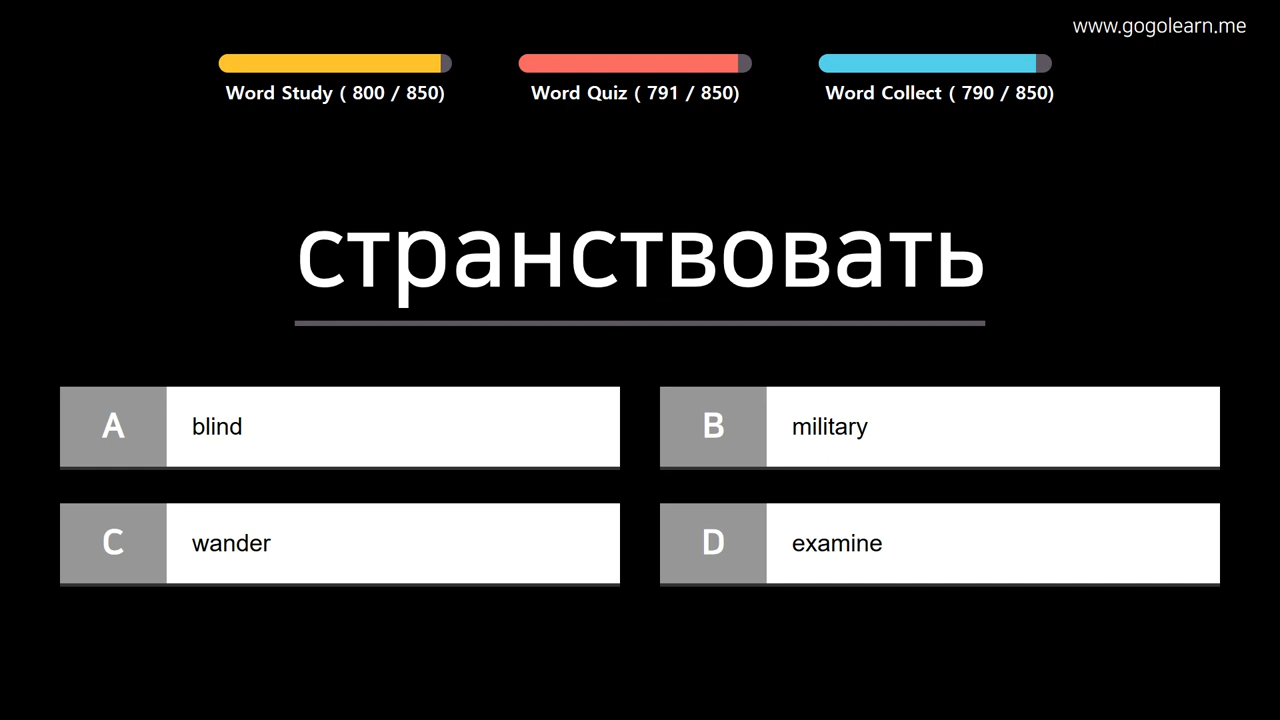 www.gogolearn.me
Word Study ( 800 / 850)
Word Quiz ( 791 / 850)
Word Collect ( 790 / 850)
странствовать
A blind
B military
C wander
D examine